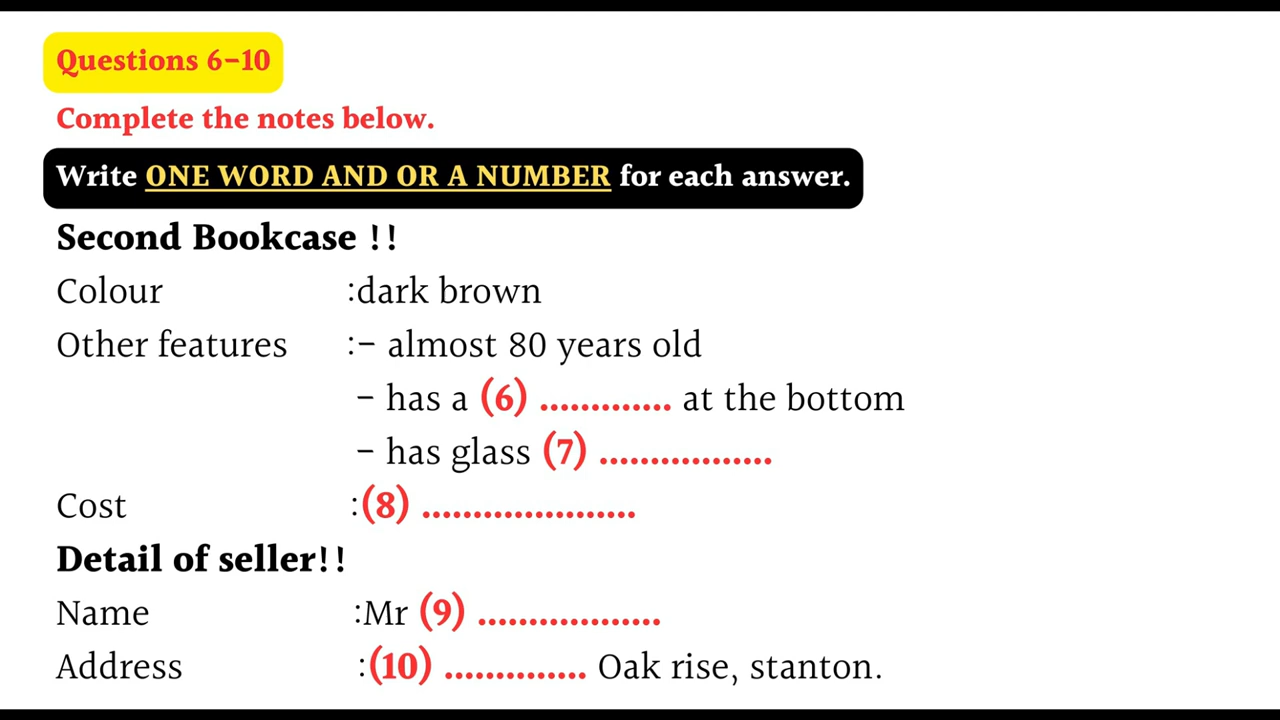 Questions 6-10
Complete the notes below.
Write ONE WORD AND OR A NUMBER for each answer.
Second Bookcase !!
Colour :dark brown
Other features :- almost 80 years old
- has a (6) ............. at the bottom
- has glass (7) .................
Cost :(8) .....................
Detail of seller!!
Name :Mr (9) ..................
Address :(10) .............. Oak rise, stanton.